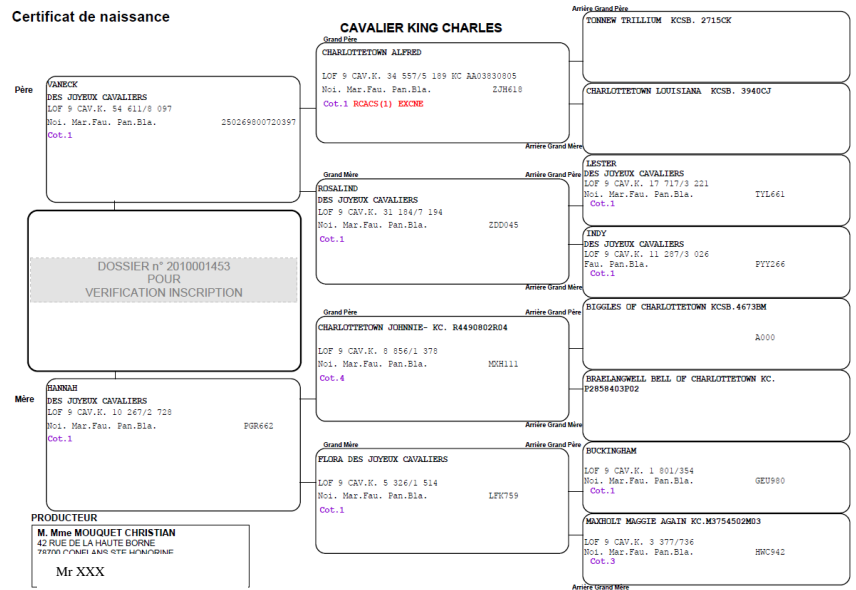 Certificat de naissance
CAVALIER KING CHARLES
Père
VANECK
DES JOYEUX CAVALIERS
LOF 9 CAV.K. 54 611/8 097
Noi. Mar.Fau. Pan.Bla. 250269800720397
Cot.1
DOSSIER n° 2010001453
POUR
VERIFICATION INSCRIPTION
Mère
HANNAH
DES JOYEUX CAVALIERS
LOF 9 CAV.K. 10 267/2 728
Noi. Mar.Fau. Pan.Bla. PGR662
Cot.1
PRODUCTEUR
M. Mme MOUQUET CHRISTIAN
42 RUE DE LA HAUTE BORNE
78700 CONFLANS STE HONORINE
Mr XXX
Grand Père
CHARLOTTETOWN ALFRED
LOF 9 CAV.K. 34 557/5 189 KC AA03830805
Noi. Mar.Fau. Pan.Bla. ZJH618
Cot.1 RCACS(1) EXCNE
Grand Mère
ROSALIND
DES JOYEUX CAVALIERS
LOF 9 CAV.K. 31 184/7 194
Noi. Mar.Fau. Pan.Bla. ZDD045
Cot.1
Grand Père
CHARLOTTETOWN JOHNNIE- KC. R4490802R04
LOF 9 CAV.K. 8 856/1 378
Noi. Mar.Fau. Pan.Bla. MXH111
Cot.4
Grand Mère
FLORA DES JOYEUX CAVALIERS
LOF 9 CAV.K. 5 326/1 514
Noi. Mar.Fau. Pan.Bla. LFK759
Cot.1
Arrière Grand Père
TONNEW TRILLIUM KCSB. 2715CK
CHARLOTTETOWN LOUISIANA KCSB. 3940CJ
Arrière Grand Mère
Arrière Grand Père
LESTER
DES JOYEUX CAVALIERS
LOF 9 CAV.K. 17 717/3 221
Noi. Mar.Fau. Pan.Bla. TYL661
Cot.1
INDY
DES JOYEUX CAVALIERS
LOF 9 CAV.K. 11 287/3 026
Fau. Pan.Bla. PYY266
Cot.1
Arrière Grand Mère
Arrière Grand Père
BIGGLES OF CHARLOTTETOWN KCSB.4673BM
A000
BRAELANGWELL BELL OF CHARLOTTETOWN KC.
P2858403P02
Arrière Grand Mère
Arrière Grand Père
BUCKINGHAM
LOF 9 CAV.K. 1 801/354
Noi. Mar.Fau. Pan.Bla. GEU980
Cot.1
MAXHOLT MAGGIE AGAIN KC.M3754502M03
LOF 9 CAV.K. 3 377/736
Noi. Mar.Fau. Pan.Bla. HWC942
Cot.3
Arrière Grand Mère